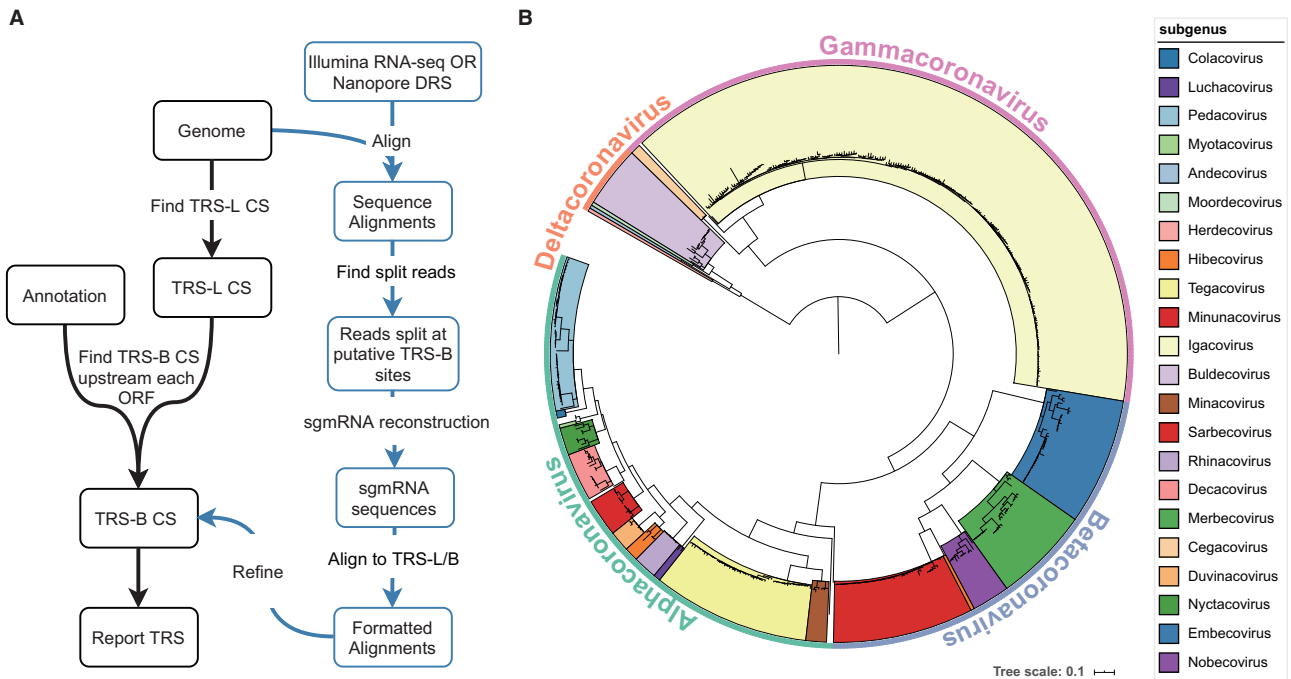 A
Illumina RNA-seq OR
Nanopore DRS
Genome
Align
Sequence
Alignments
Find TRS-L CS
Find split reads
Annotation
TRS-L CS
Reads split at
putative TRS-B
sites
Find TRS-B CS
upstream each
ORF
sgmRNA reconstruction
sgmRNA
sequences
TRS-B CS
Align to TRS-L/B
Refine
Report TRS
Formatted
Alignments
B
Gammacoronavirus
Deltacoronavirus
Alphacoronavirus
Betacoronavirus
Tree scale: 0.1
subgenus
Colacovirus
Luchacovirus
Pedacovirus
Myotacovirus
Andecovirus
Moordecovirus
Herdecovirus
Hibecovirus
Tegacovirus
Minunacovirus
Igacovirus
Buldecovirus
Minacovirus
Sarbecovirus
Rhinacovirus
Decacovirus
Merbecovirus
Cegacovirus
Duvinacovirus
Nyctacovirus
Embecovirus
Nobecovirus